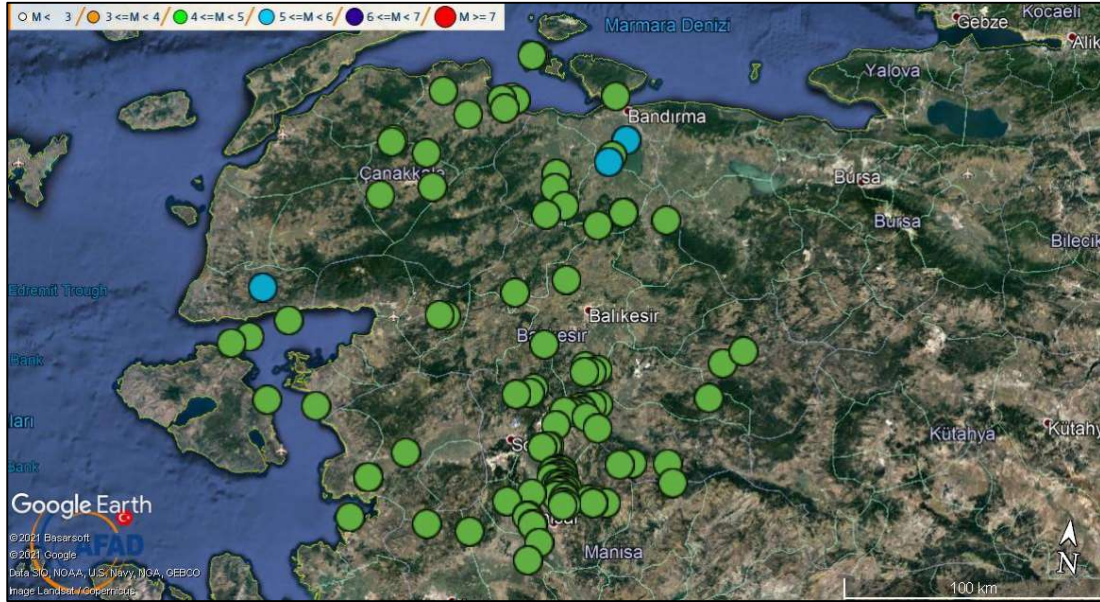 M < 3 3 <=M < 4 4 <=M < 5 5 <=M < 6 6 <=M < 7 M >= 7
Marmara Denizi
Kocaeli
Gebze
Yalova
Bandırma
Çanakkale
Bursa
Bursa
Bilecik
Edremit Trough
Balıkesir
Bank
Kütahya
Bank
Manisa
Google Earth
AFAD
©2021 Basarsoft
©2021 Google
Data SIO, NOAA, U.S. Navy, NGA, GEBCO
Image Landsat / Copernicus
N
100 km